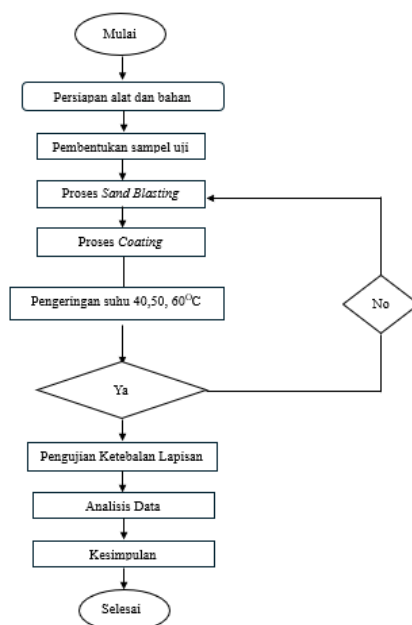 Mulai
Persiapan alat dan bahan
Pembentukan sampel uji
Proses Sand Blasting
Proses Coating
Pengeringan suhu 40,50, 60°C
No
Ya
Pengujian Ketebalan Lapisan
Analisis Data
Kesimpulan
Selesai